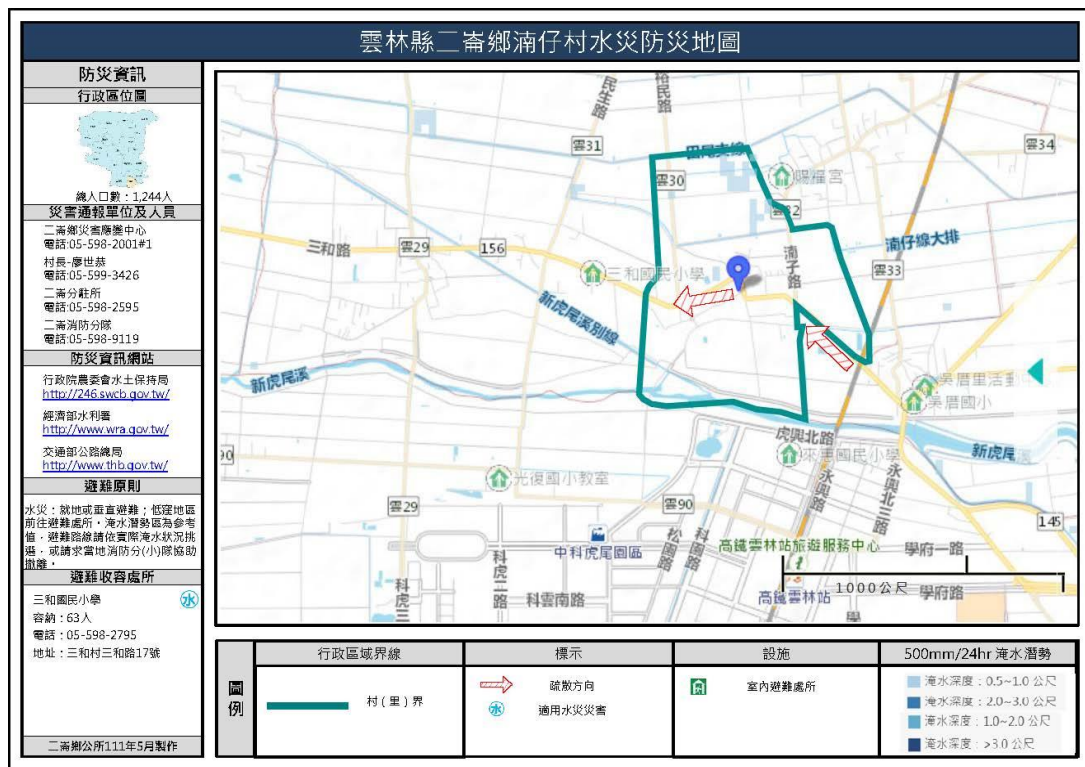 雲林縣二崙鄉湳仔村水災防災地圖
防災資訊
行政區位圖
總人口數：1,244人
災害通報單位及人員
二崙鄉災害應變中心
電話:05-598-2001#1
村長-廖世恭
電話:05-599-3426
二崙分駐所
電話:05-598-2595
二崙消防分隊
電話:05-598-9119
防災資訊網站
行政院農委會水土保持局
http://246.swcb.gov.tw/
經濟部水利署
http://www.wra.gov.tw/
交通部公路總局
http://www.thb.gov.tw/
避難原則
水災：就地或垂直避難；低窪地區
前往避難處所。淹水潛勢區為參考
值，避難路線請依實際淹水狀況挑
選，或請求當地消防分(小)隊協助
撤離。
避難收容處所
三和國民小學
水
容納：63人
電話：05-598-2795
地址：三和村三和路17號
二崙公所111年5月製作
民生路
裕民路
湳子路
雲31
田尾支線
雲34
雲30
賜福宮
雲32
三和路
雲29
156
湳仔線大排
三和國民小學
雲33
湳子路
新虎尾溪別線
新虎尾溪
吳厝里活動
吳厝國小
虎興北路
新虎尾溪
90
光復國小教室
來惠國民小學
永興路
永興北三路
雲29
雲90
145
中科虎尾園區
松園路
科園路
高鐵雲林站旅遊服務中心
學府一路
科虎二路
科虎三
科雲南路
高鐵雲林站
1000公尺
學府路
學
圖例
行政區域界線
標示
設施
500mm/24hr 淹水潛勢
村（里）界
疏散方向
水
適用水災災害
室內避難處所
淹水深度：0.5~1.0 公尺
淹水深度：2.0~3.0 公尺
淹水深度：1.0~2.0 公尺
淹水深度：>3.0 公尺